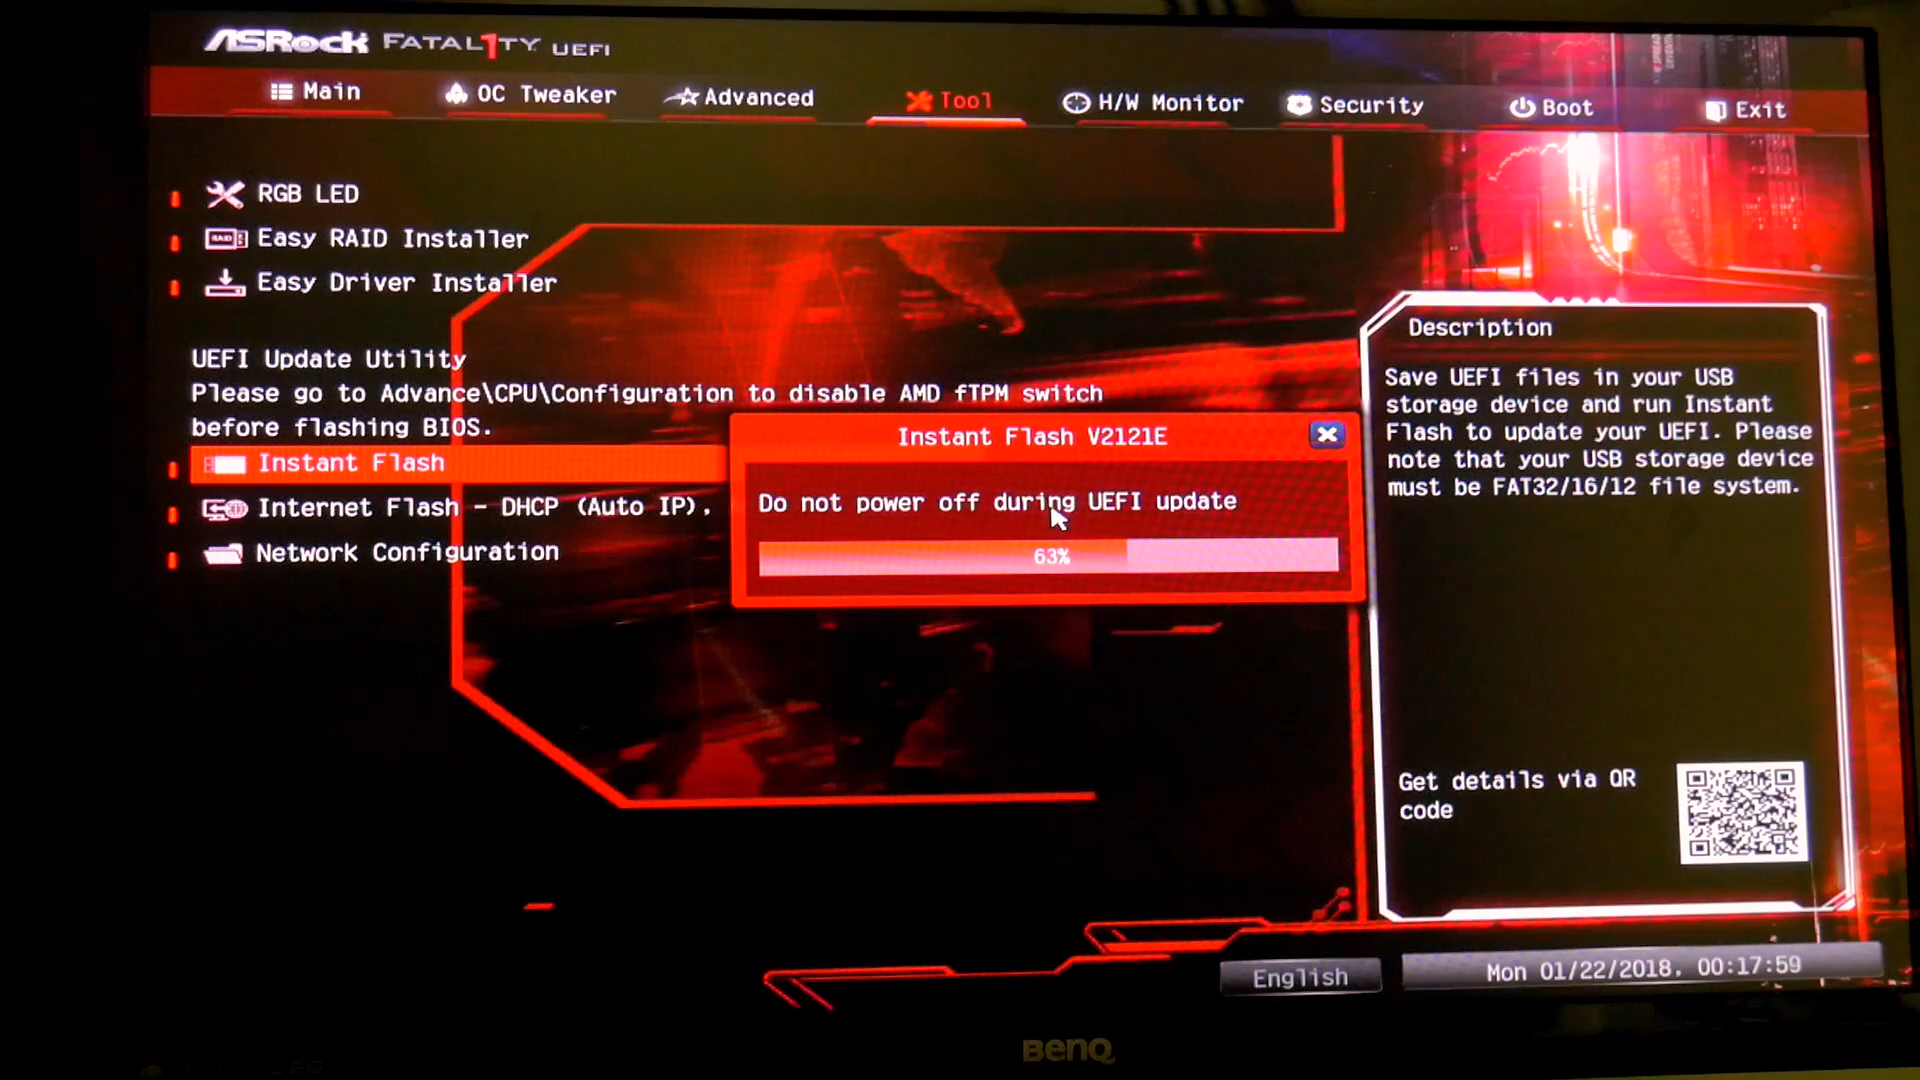 ASRock FATAL1TY UEFI
Main
OC Tweaker
Advanced
Tool
H/W Monitor
Security
Boot
Exit
RGB LED
RAID Easy RAID Installer
Easy Driver Installer
UEFI Update Utility
Please go to Advance\CPU\Configuration to disable AMD fTPM switch
before flashing BIOS.
Instant Flash
Internet Flash - DHCP (Auto IP).
Network Configuration
Instant Flash V2121E
Do not power off during UEFI update
63%
Description
Save UEFI files in your USB
storage device and run Instant
Flash to update your UEFI. Please
note that your USB storage device
must be FAT32/16/12 file system.
Get details via QR
code
English
Mon 01/22/2018, 00:17:59
BenQ